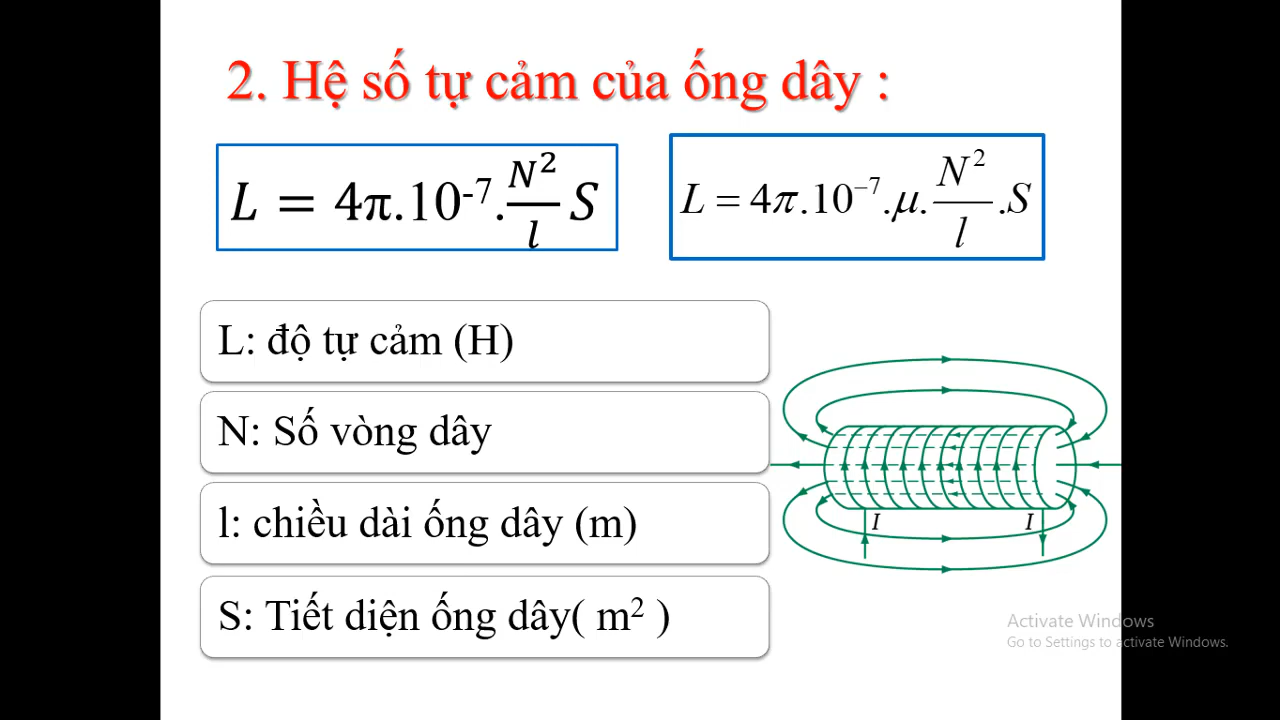 2. Hệ số tự cảm của ống dây :
L = 4π.10⁻⁷.N²/l S
L = 4π.10⁻⁷.μ.N²/l.S
L: độ tự cảm (H)
N: Số vòng dây
l: chiều dài ống dây (m)
S: Tiết diện ống dây( m² )
I
I
Activate Windows
Go to Settings to activate Windows.